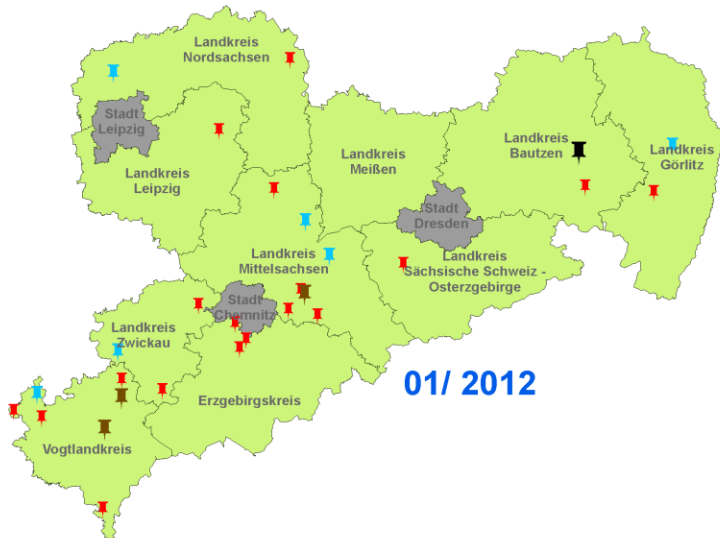 Landkreis
Nordsachsen
Stadt
Leipzig
Landkreis
Leipzig
Landkreis
Meißen
Landkreis
Bautzen
Landkreis
Görlitz
Stadt
Dresden
Landkreis
Mittelsachsen
Landkreis
Sächsische Schweiz -
Osterzgebirge
Stadt
Chemnitz
Landkreis
Zwickau
Erzgebirgskreis
01/ 2012
Vogtlandkreis